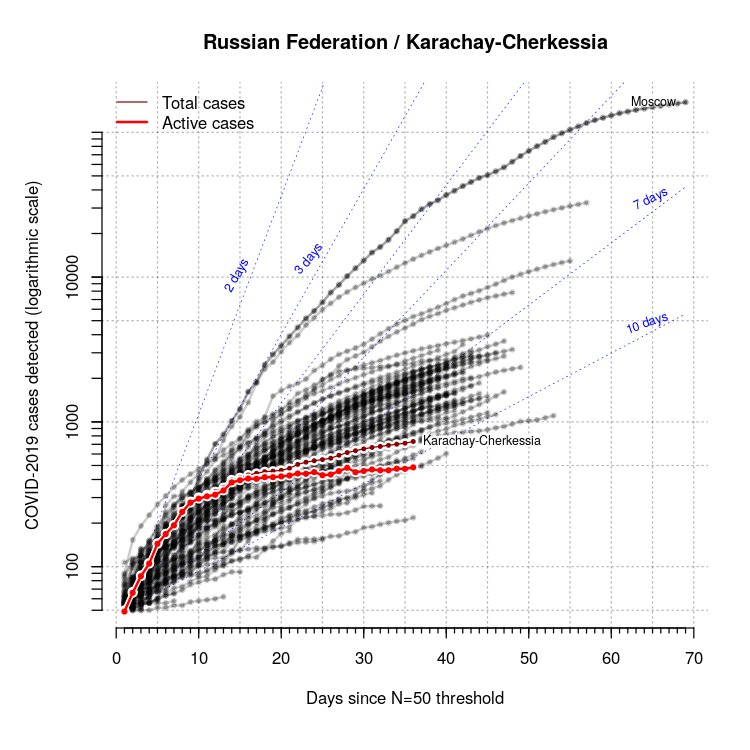 Russian Federation / Karachay-Cherkessia
Total cases
Active cases
Moscow
2 days
3 days
7 days
10 days
Karachay-Cherkessia
COVID-2019 cases detected (logarithmic scale)
10000
1000
100
0 10 20 30 40 50 60 70
Days since N=50 threshold